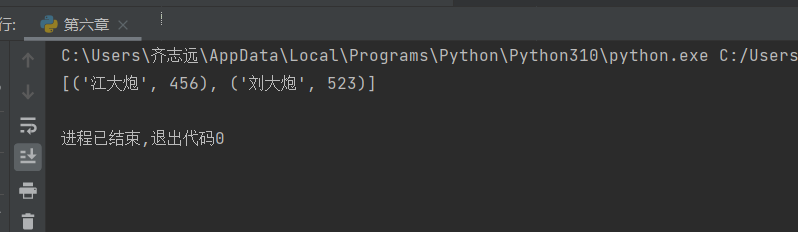 行: 第六章 ×
C:\Users\齐志远\AppData\Local\Programs\Python\Python310\python.exe C:/Users
[('江大炮', 456), ('刘大炮', 523)]
进程已结束,退出代码0